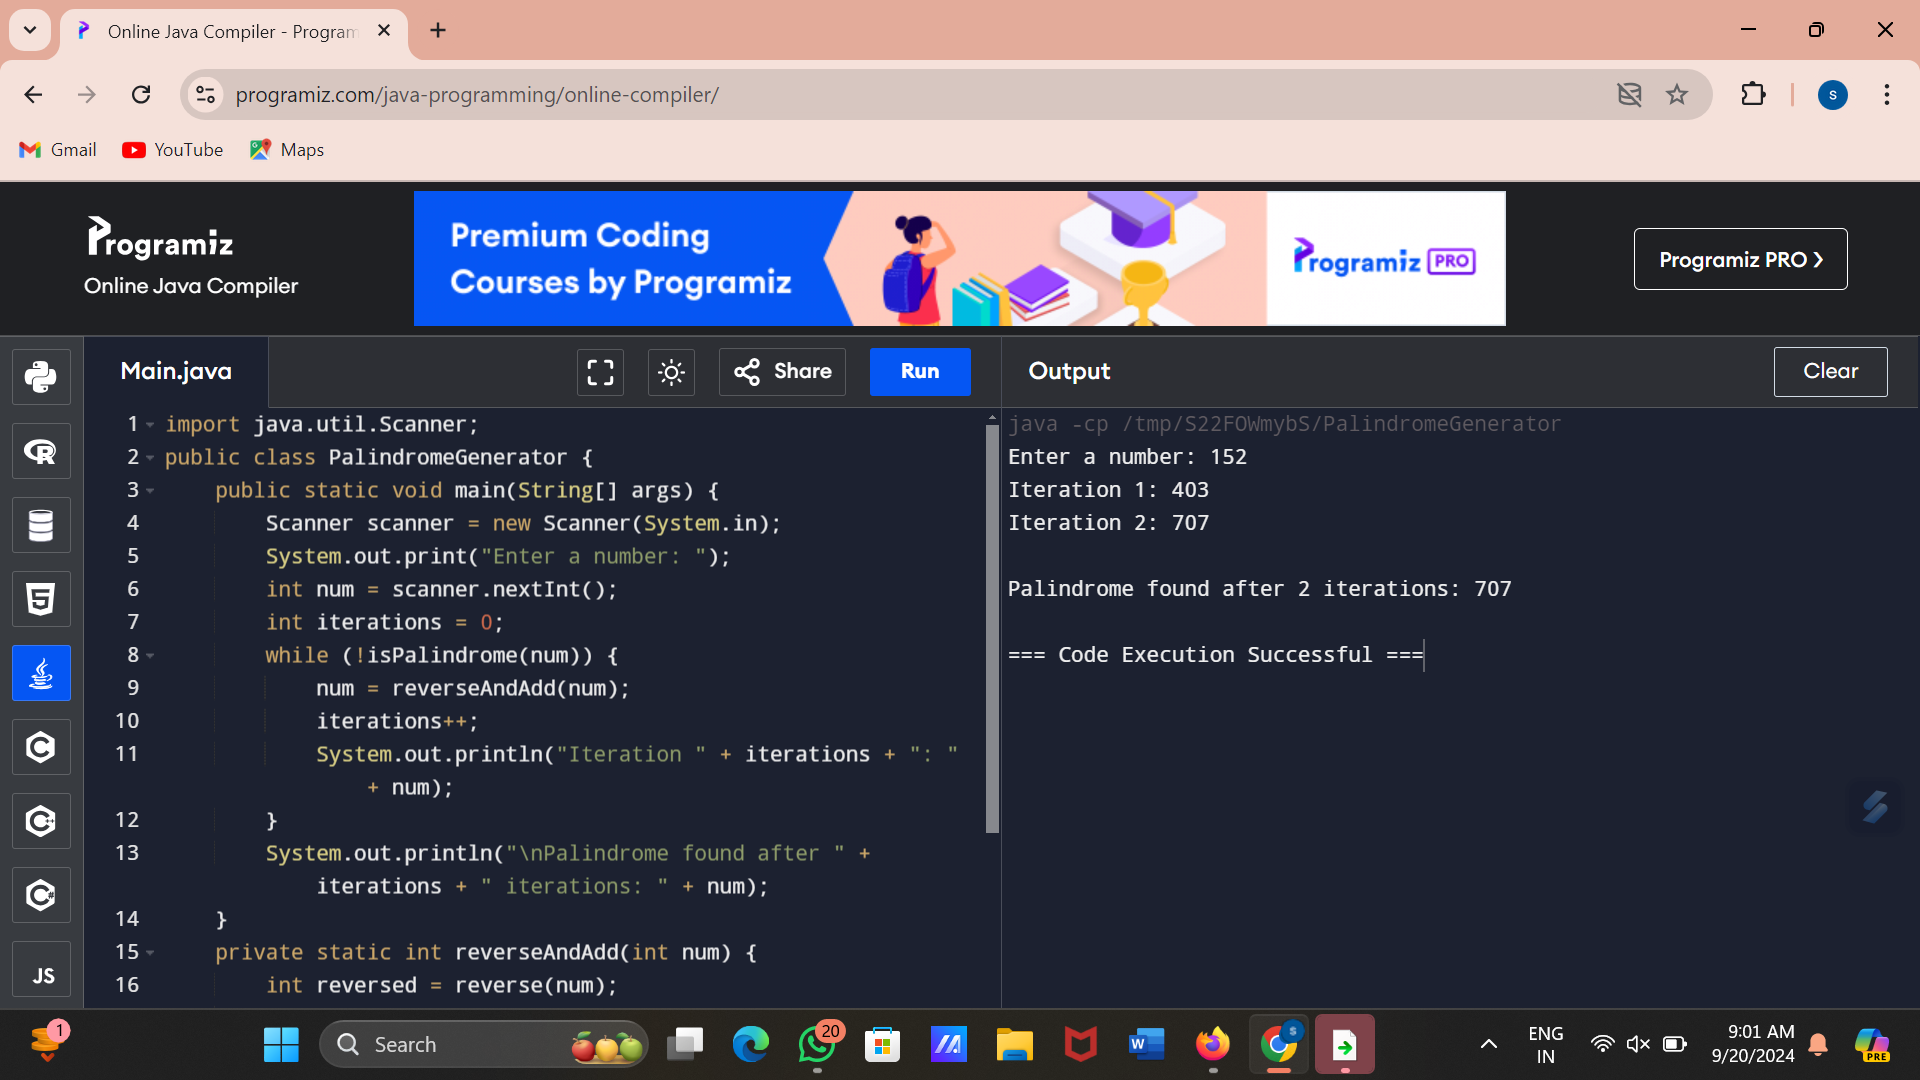 Online Java Compiler - Program
programiz.com/java-programming/online-compiler/
S
Gmail
YouTube
Maps
Programiz
Online Java Compiler
Premium Coding
Courses by Programiz
Programiz PRO
Programiz PRO ❯
Main.java
Share
Run
Output
Clear
1 import java.util.Scanner;
2 public class PalindromeGenerator {
3     public static void main(String[] args) {
4         Scanner scanner = new Scanner(System.in);
5         System.out.print("Enter a number: ");
6         int num = scanner.nextInt();
7         int iterations = 0;
8         while (!isPalindrome(num)) {
9             num = reverseAndAdd(num);
10             iterations++;
11             System.out.println("Iteration " + iterations + ": "
                + num);
12         }
13         System.out.println("\nPalindrome found after " +
            iterations + " iterations: " + num);
14     }
15     private static int reverseAndAdd(int num) {
16         int reversed = reverse(num);
java -cp /tmp/S22FOWmybS/PalindromeGenerator
Enter a number: 152
Iteration 1: 403
Iteration 2: 707
Palindrome found after 2 iterations: 707
=== Code Execution Successful ===
R
5
C
C
C
JS
1
Search
20
W
S
ENG
IN
9:01 AM
9/20/2024
PRE